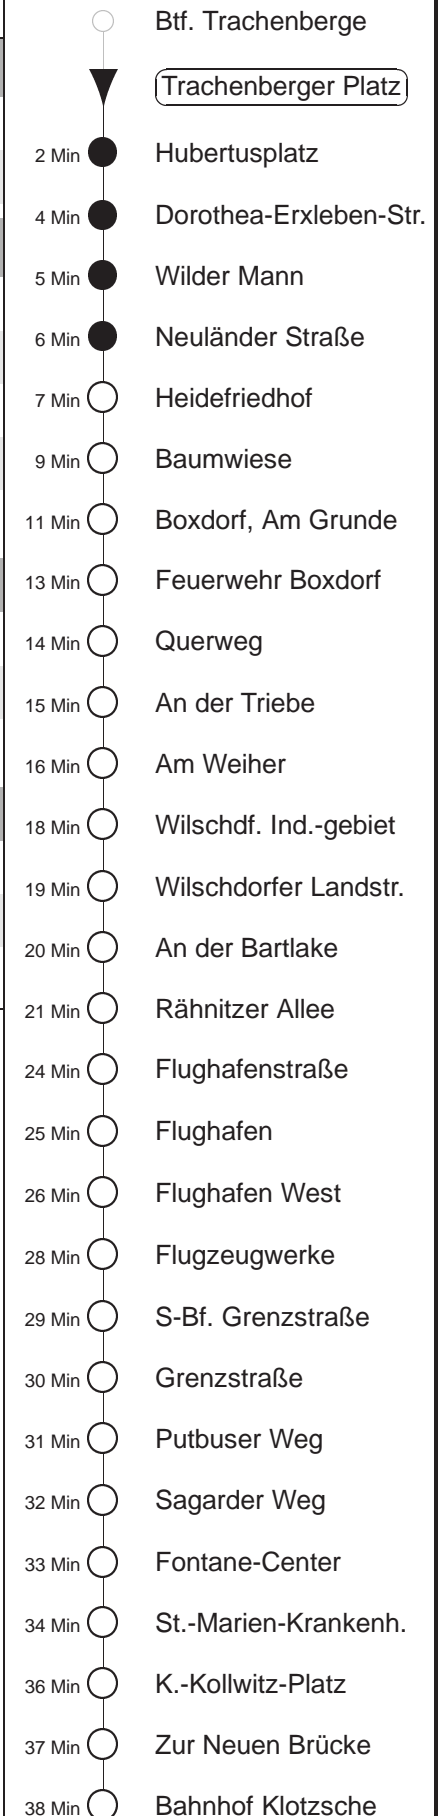 Btf. Trachenberge
Trachenberger Platz
2 Min Hubertusplatz
4 Min Dorothea-Erxleben-Str.
5 Min Wilder Mann
6 Min Neuländer Straße
7 Min Heidefriedhof
9 Min Baumwiese
11 Min Boxdorf, Am Grunde
13 Min Feuerwehr Boxdorf
14 Min Querweg
15 Min An der Triebe
16 Min Am Weiher
18 Min Wilschdf. Ind.-gebiet
19 Min Wilschdorfer Landstr.
20 Min An der Bartlake
21 Min Rähnitzer Allee
24 Min Flughafenstraße
25 Min Flughafen
26 Min Flughafen West
28 Min Flugzeugwerke
29 Min S-Bf. Grenzstraße
30 Min Grenzstraße
31 Min Putbuser Weg
32 Min Sagarder Weg
33 Min Fontane-Center
34 Min St.-Marien-Krankenh.
36 Min K.-Kollwitz-Platz
37 Min Zur Neuen Brücke
38 Min Bahnhof Klotzsche